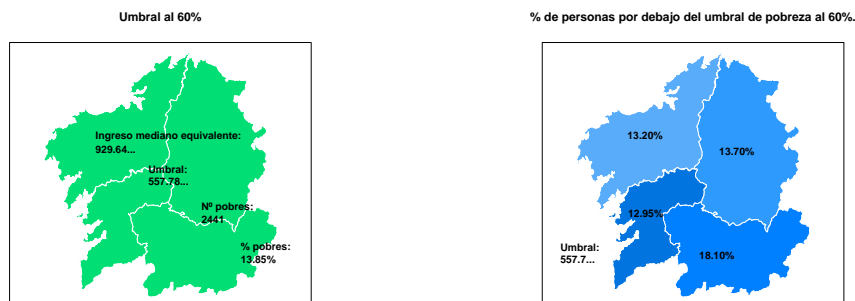 Umbral al 60%
Ingreso mediano equivalente:
929.64...
Umbral:
557.78...
Nº pobres:
2441
% pobres:
13.85%
% de personas por debajo del umbral de pobreza al 60%.
13.20%
13.70%
12.95%
Umbral:
557.7...
18.10%